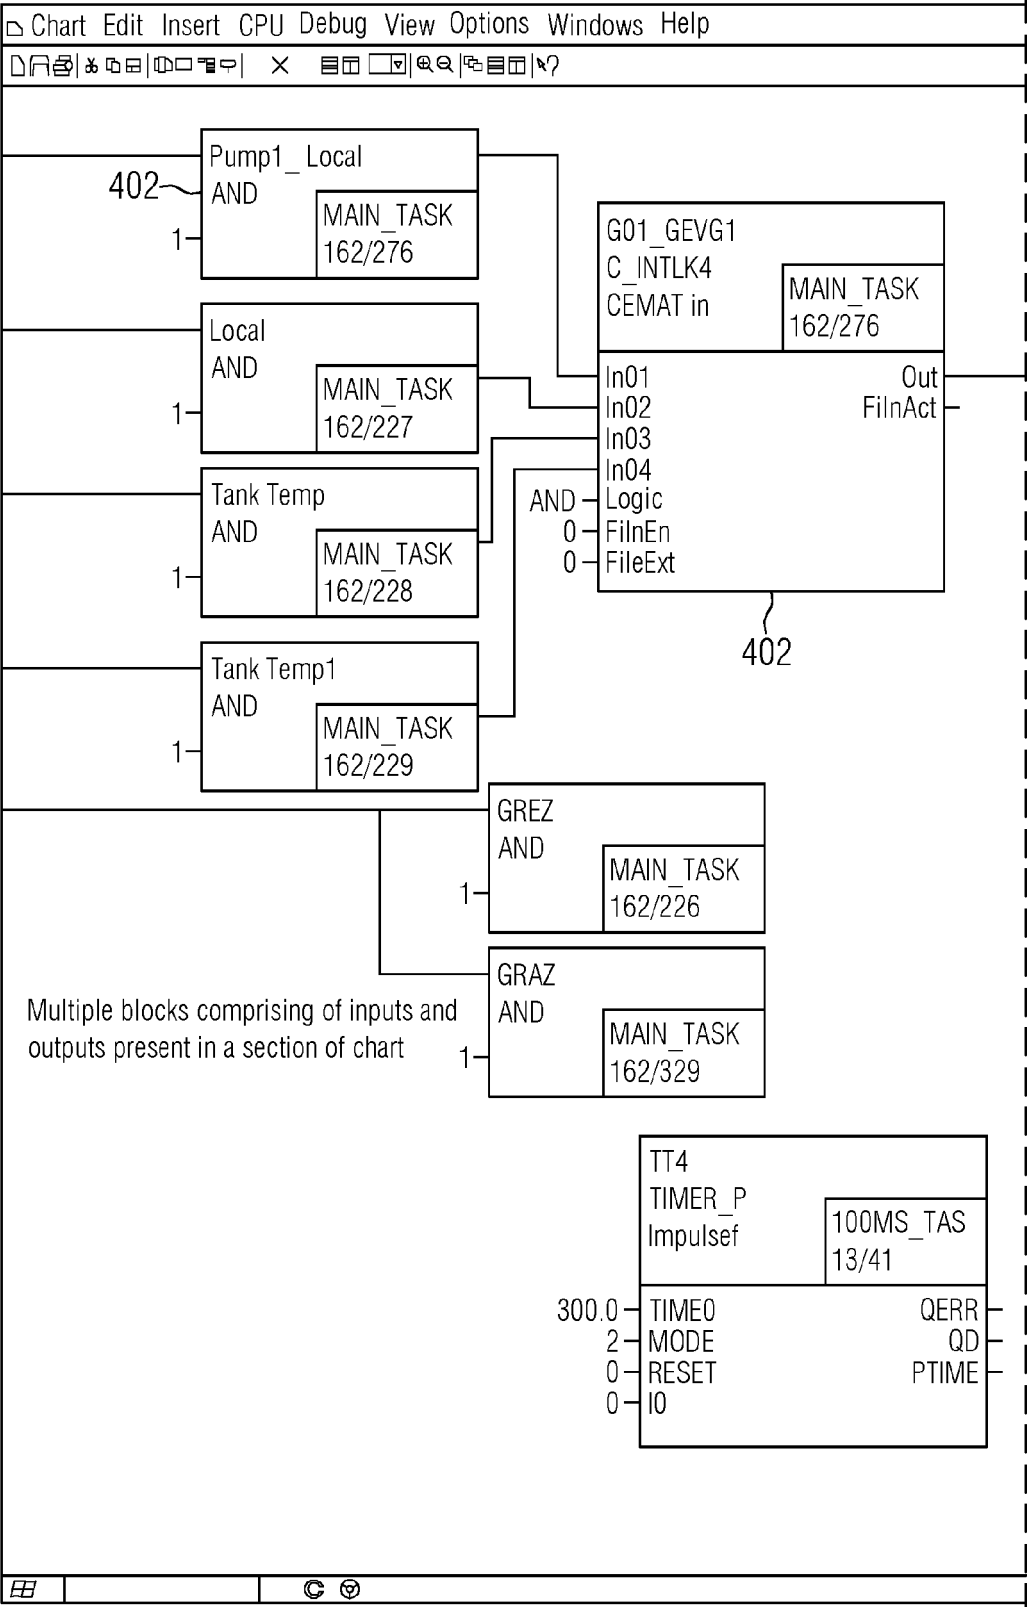 Chart Edit Insert CPU Debug View Options Windows Help
Pump1_ Local
402
AND
MAIN_TASK
1
162/276
G01_GEVG1
C_INTLK4
CEMAT in
MAIN_TASK
162/276
Local
AND
MAIN_TASK
1
162/227
In01
Out
In02
FilnAct
In03
In04
AND
Logic
0
FilnEn
0
FileExt
402
Tank Temp
AND
MAIN_TASK
1
162/228
Tank Temp1
AND
MAIN_TASK
1
162/229
GREZ
AND
MAIN_TASK
1
162/226
GRAZ
AND
MAIN_TASK
1
162/329
Multiple blocks comprising of inputs and
outputs present in a section of chart
TT4
TIMER_P
Impulsef
100MS_TAS
13/41
300.0
TIME0
QERR
2
MODE
QD
0
RESET
PTIME
0
I0